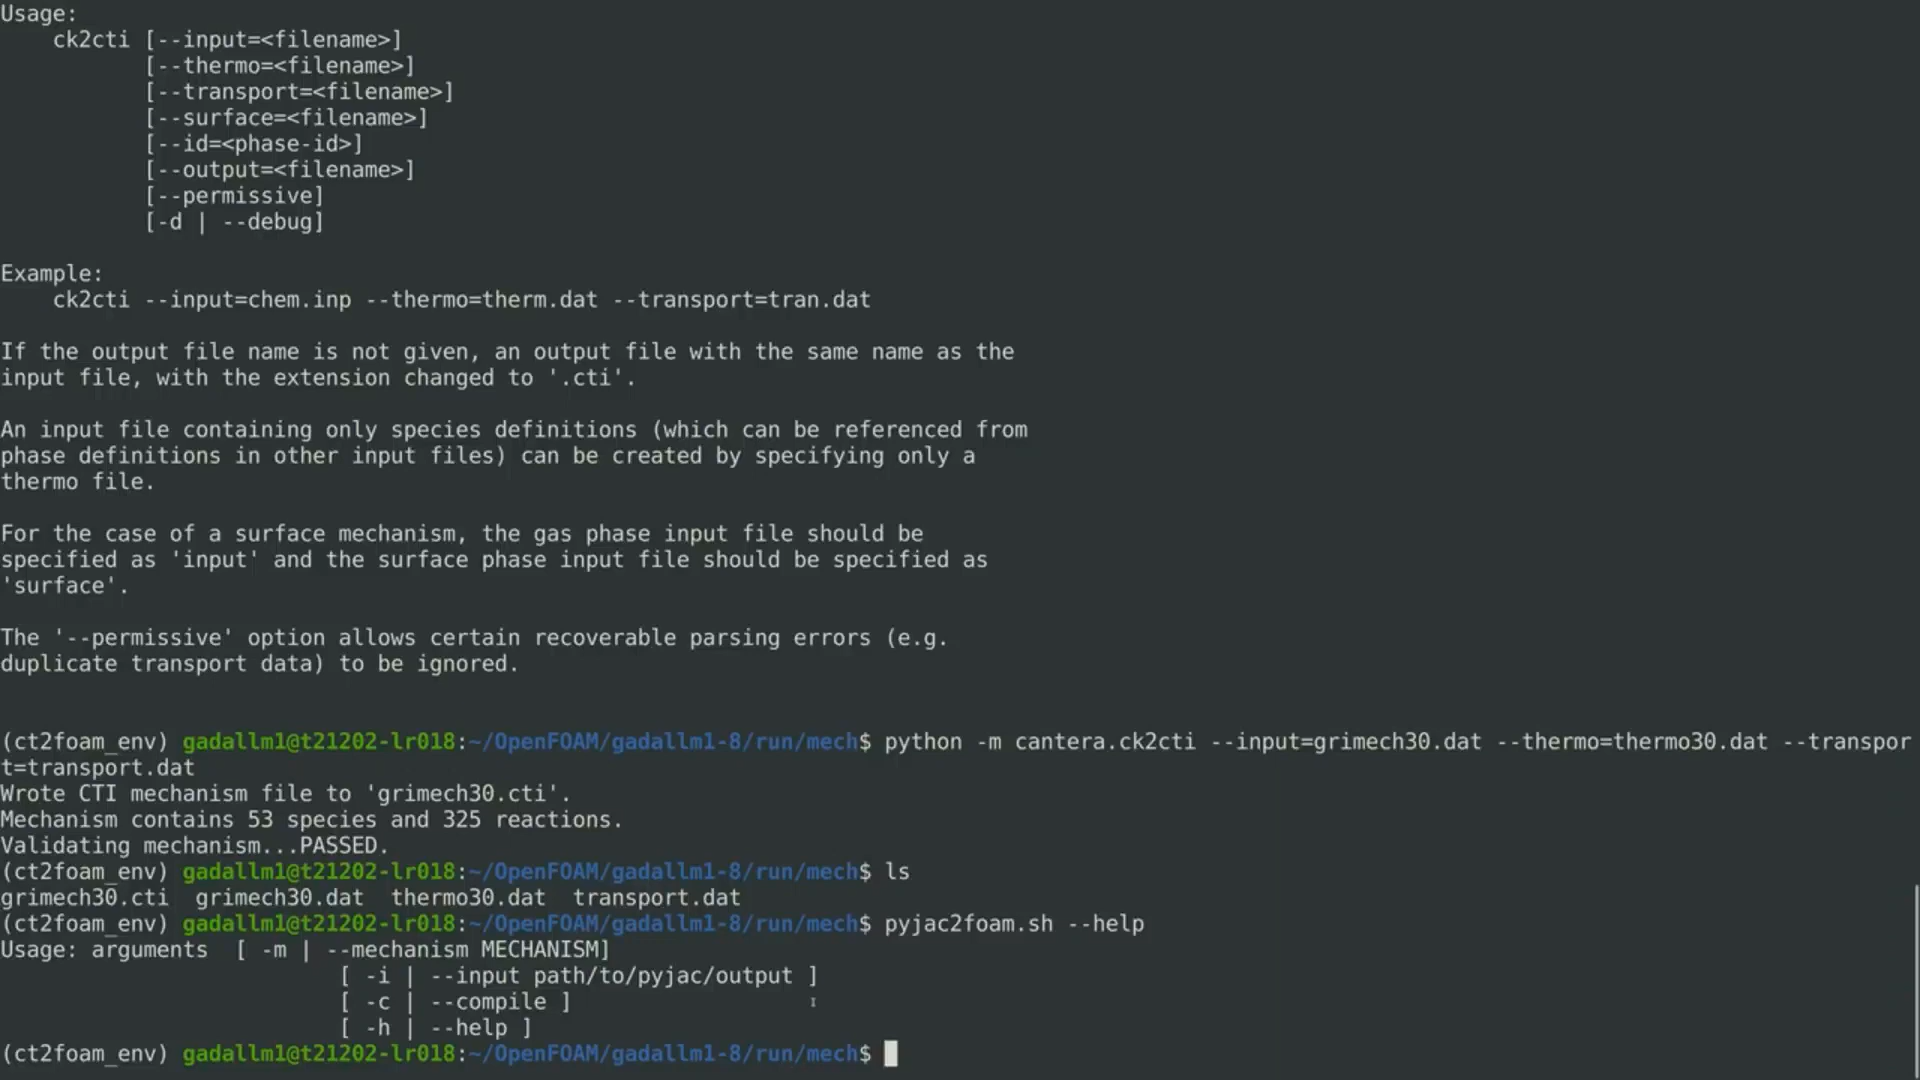 Usage:
    ck2cti [--input=<filename>]
           [--thermo=<filename>]
           [--transport=<filename>]
           [--surface=<filename>]
           [--id=<phase-id>]
           [--output=<filename>]
           [--permissive]
           [-d | --debug]
Example:
    ck2cti --input=chem.inp --thermo=therm.dat --transport=tran.dat
If the output file name is not given, an output file with the same name as the
input file, with the extension changed to '.cti'.
An input file containing only species definitions (which can be referenced from
phase definitions in other input files) can be created by specifying only a
thermo file.
For the case of a surface mechanism, the gas phase input file should be
specified as 'input' and the surface phase input file should be specified as
'surface'.
The '--permissive' option allows certain recoverable parsing errors (e.g.
duplicate transport data) to be ignored.
(ct2foam_env) gadallm1@t21202-lr018:~/OpenFOAM/gadallm1-8/run/mech$ python -m cantera.ck2cti --input=grimech30.dat --thermo=thermo30.dat --transpor
t=transport.dat
Wrote CTI mechanism file to 'grimech30.cti'.
Mechanism contains 53 species and 325 reactions.
Validating mechanism...PASSED.
(ct2foam_env) gadallm1@t21202-lr018:~/OpenFOAM/gadallm1-8/run/mech$ ls
grimech30.cti  grimech30.dat  thermo30.dat  transport.dat
(ct2foam_env) gadallm1@t21202-lr018:~/OpenFOAM/gadallm1-8/run/mech$ pyjac2foam.sh --help
Usage: arguments  [ -m | --mechanism MECHANISM]
                          [ -i | --input path/to/pyjac/output ]
                          [ -c | --compile ]
                          [ -h | --help ]
(ct2foam_env) gadallm1@t21202-lr018:~/OpenFOAM/gadallm1-8/run/mech$